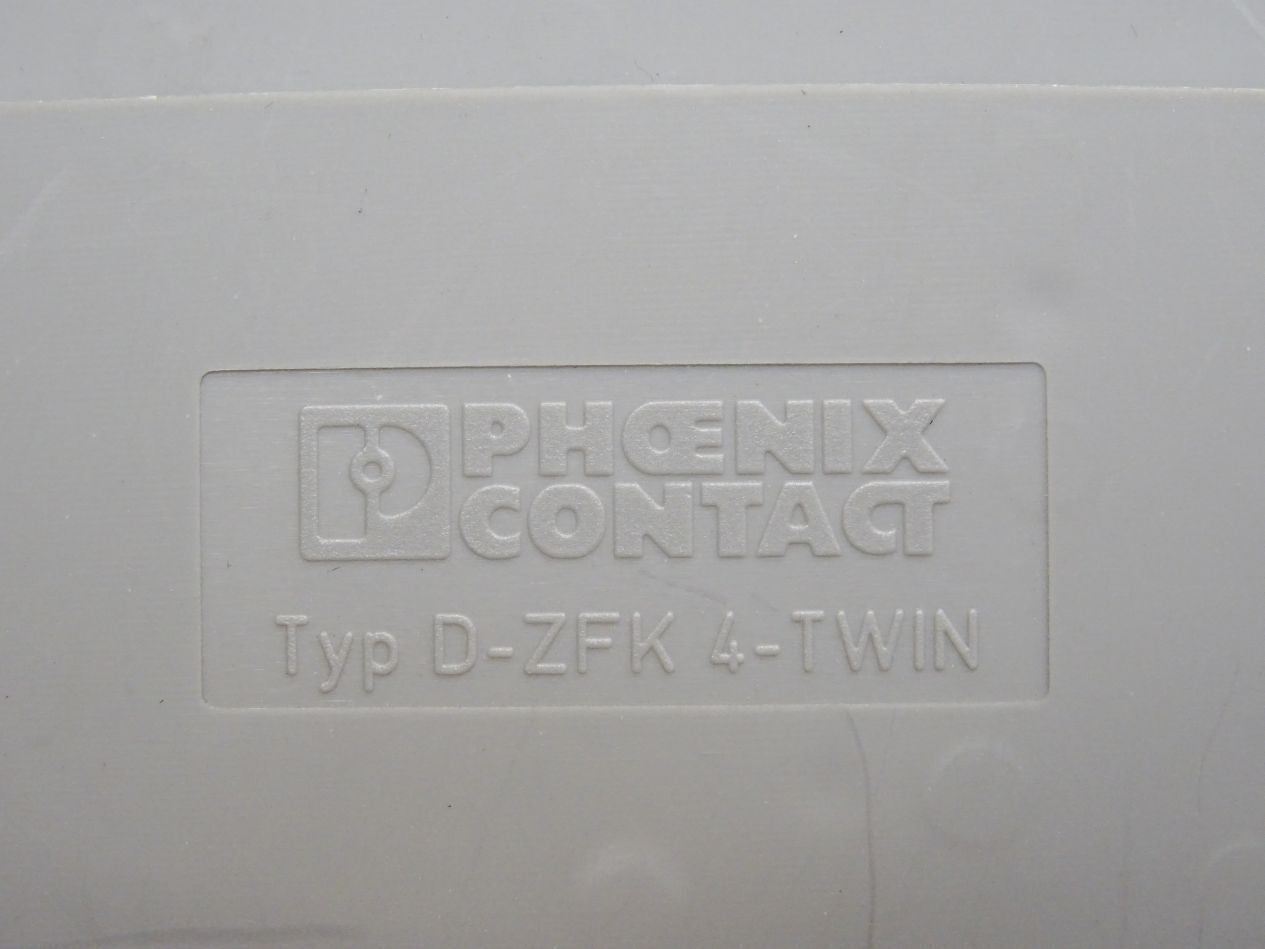 PHŒNIX
CONTACT
Typ D-ZFK 4-TWIN